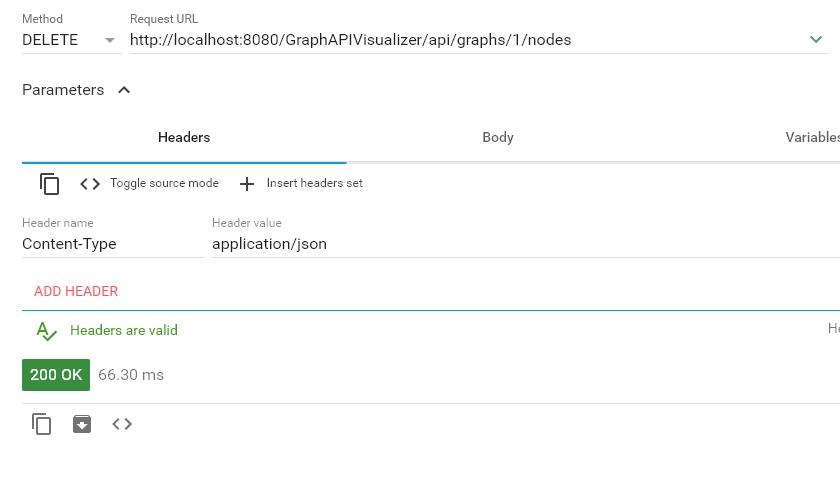 Method Request URL
DELETE http://localhost:8080/GraphAPIVisualizer/api/graphs/1/nodes
Parameters
Headers Body Variables
Toggle source mode Insert headers set
Header name Header value
Content-Type application/json
ADD HEADER
Headers are valid
200 OK 66.30 ms